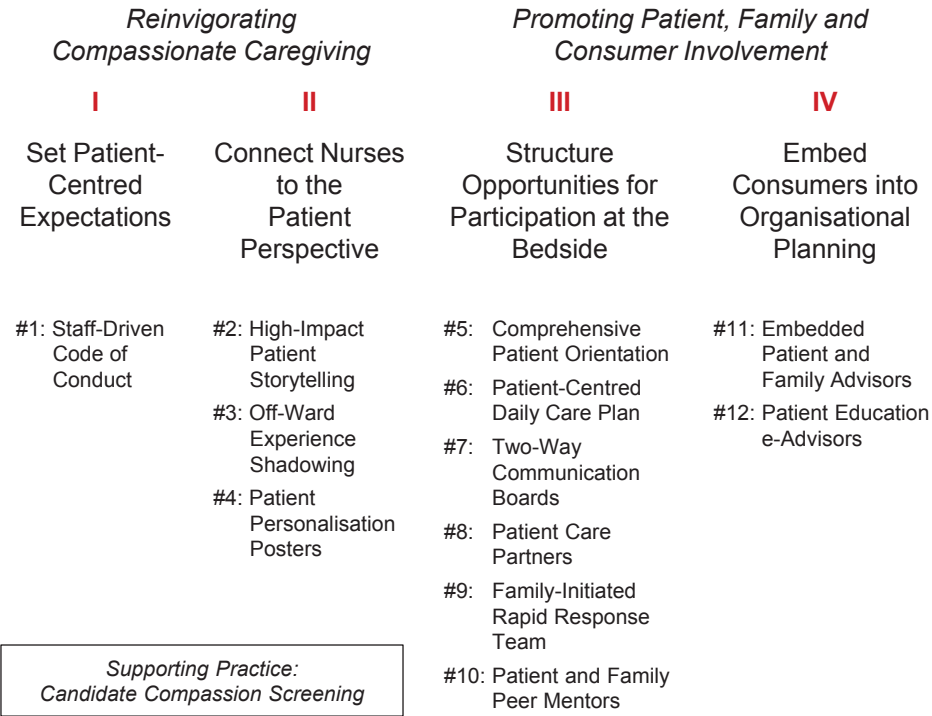 Reinvigorating
Compassionate Caregiving
Promoting Patient, Family and
Consumer Involvement
I
Set Patient-
Centred
Expectations
#1: Staff-Driven
Code of
Conduct
II
Connect Nurses
to the
Patient
Perspective
#2: High-Impact
Patient
Storytelling
#3: Off-Ward
Experience
Shadowing
#4: Patient
Personalisation
Posters
Supporting Practice:
Candidate Compassion Screening
III
Structure
Opportunities for
Participation at the
Bedside
#5: Comprehensive
Patient Orientation
#6: Patient-Centred
Daily Care Plan
#7: Two-Way
Communication
Boards
#8: Patient Care
Partners
#9: Family-Initiated
Rapid Response
Team
#10: Patient and Family
Peer Mentors
IV
Embed
Consumers into
Organisational
Planning
#11: Embedded
Patient and
Family Advisors
#12: Patient Education
e-Advisors